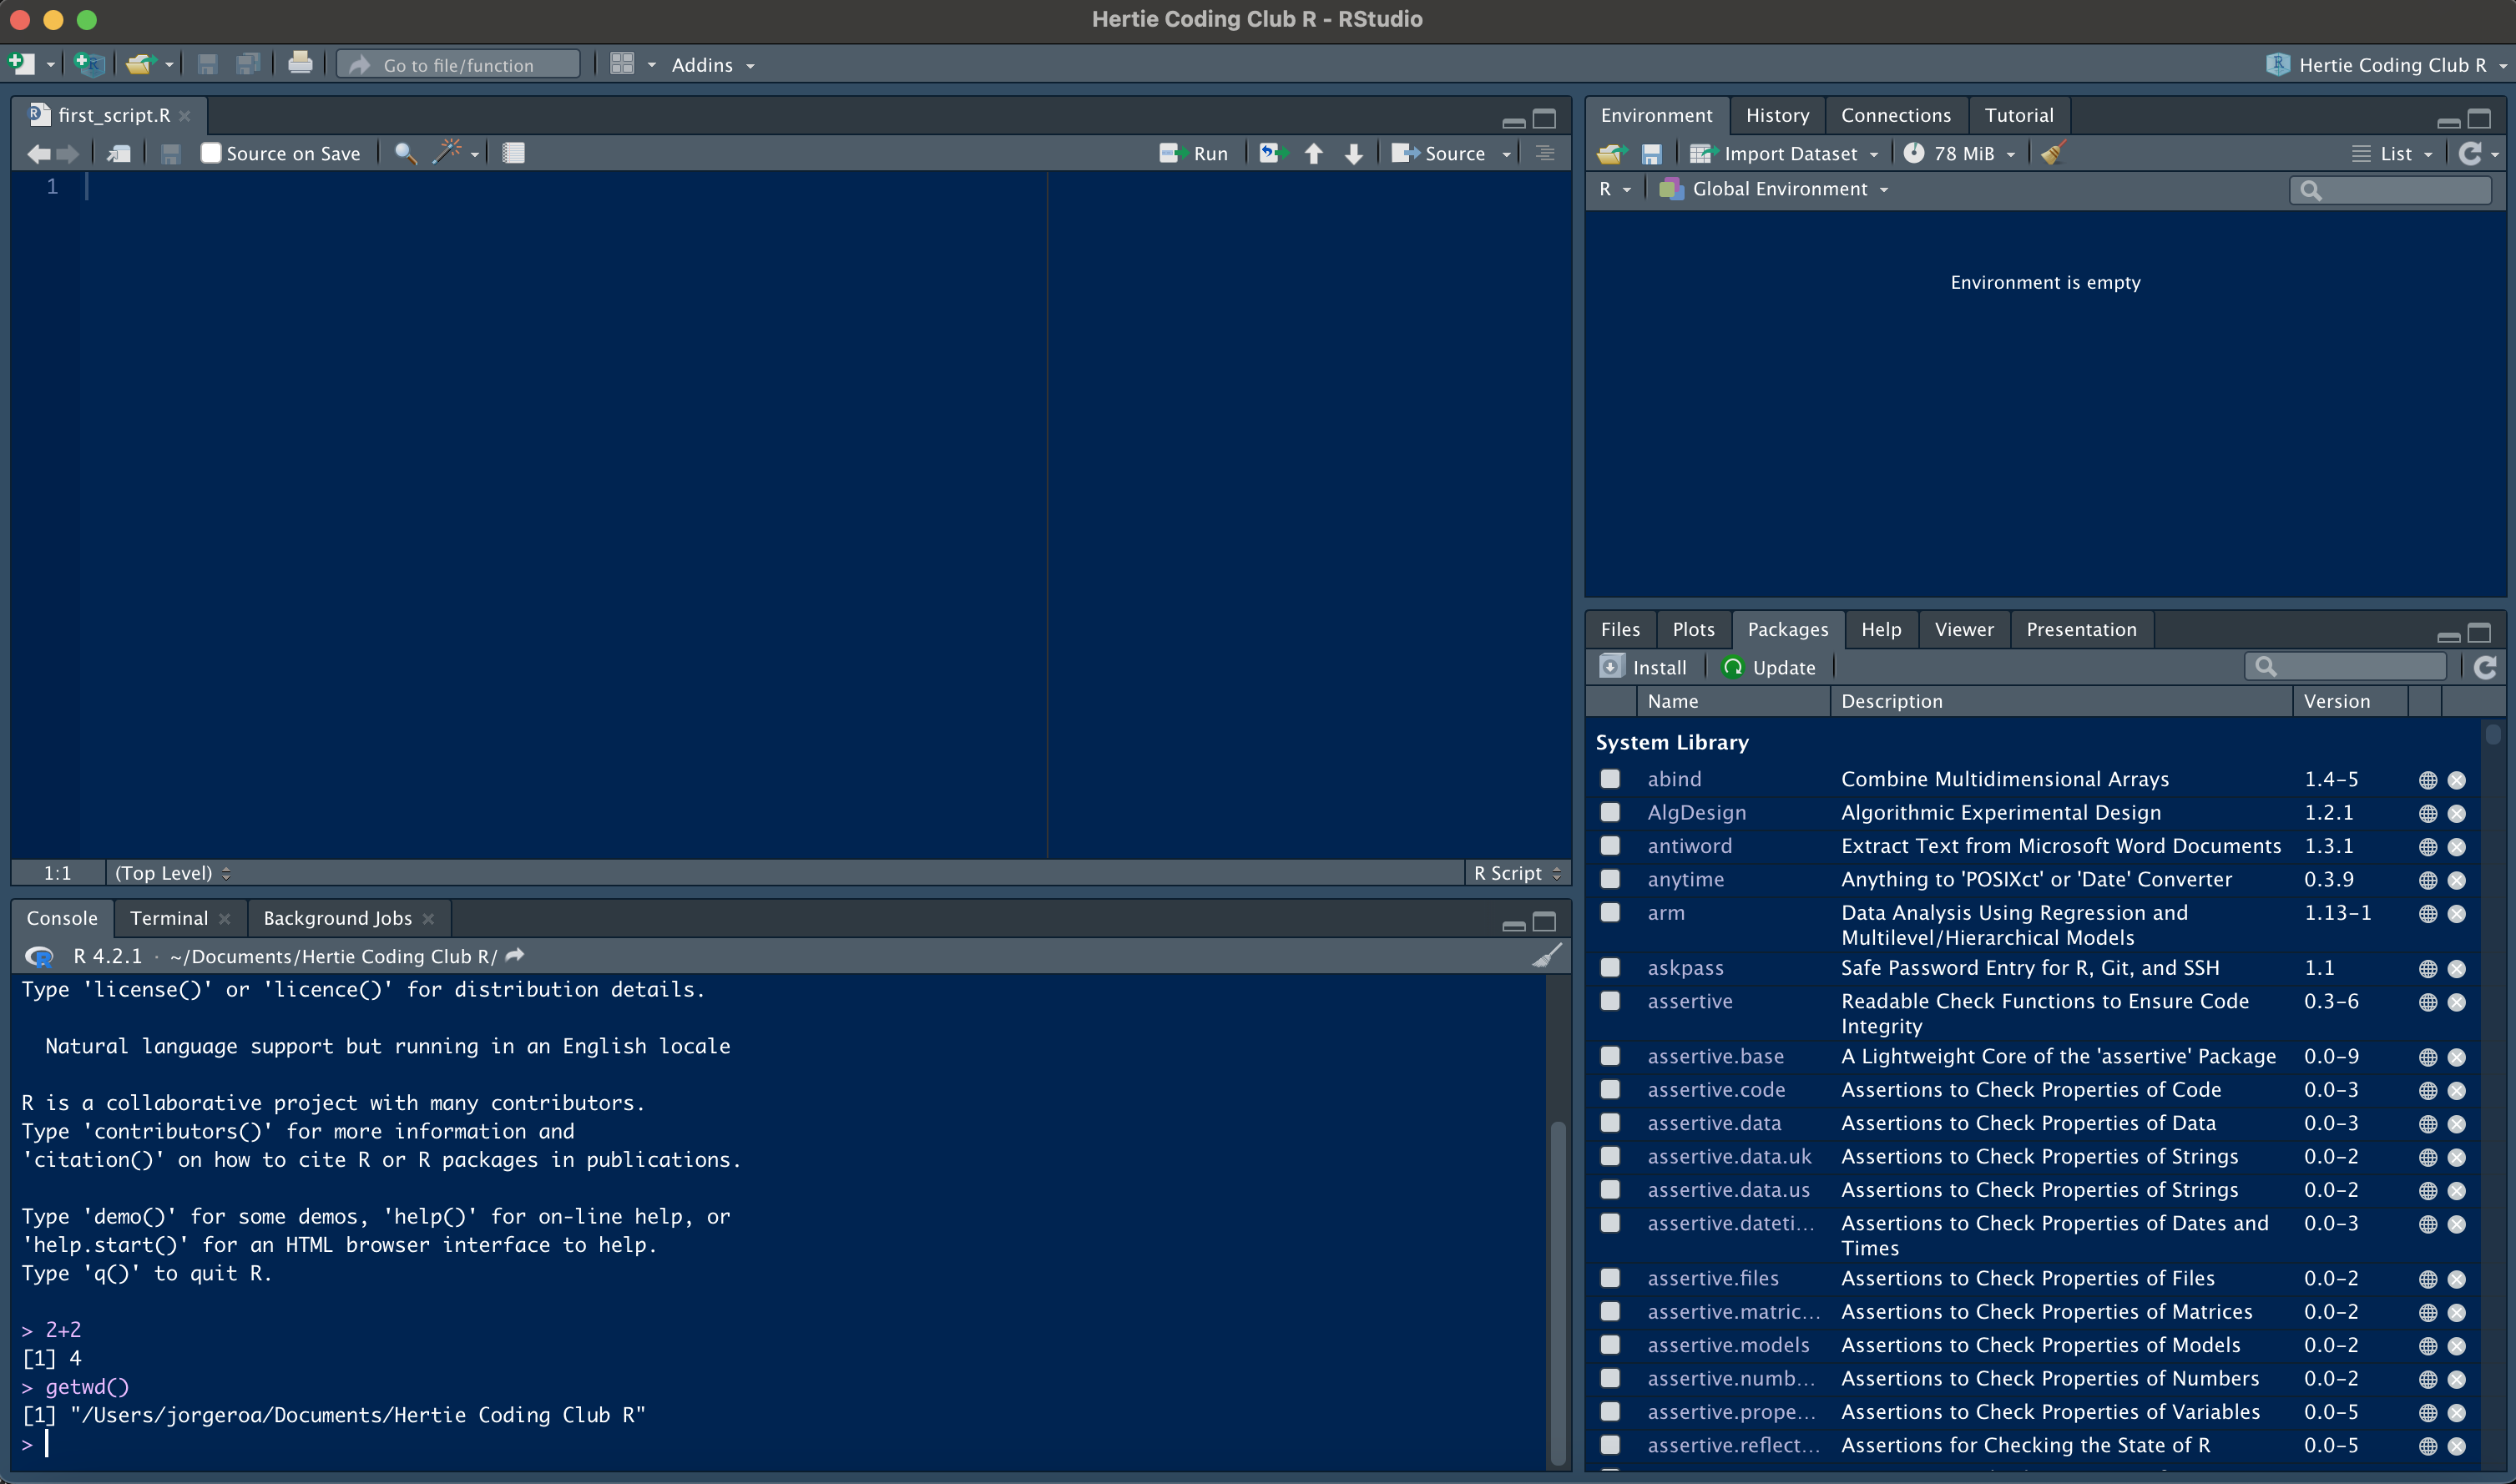 Hertie Coding Club R - RStudio
Go to file/function
Addins
Hertie Coding Club R
first_script.R
Source on Save
Run
Source
1
1:1 (Top Level)
R Script
Console Terminal Background Jobs
R 4.2.1 · ~/Documents/Hertie Coding Club R/
Type 'license()' or 'licence()' for distribution details.
Natural language support but running in an English locale
R is a collaborative project with many contributors.
Type 'contributors()' for more information and
'citation()' on how to cite R or R packages in publications.
Type 'demo()' for some demos, 'help()' for on-line help, or
'help.start()' for an HTML browser interface to help.
Type 'q()' to quit R.
> 2+2
[1] 4
> getwd()
[1] "/Users/jorgeroa/Documents/Hertie Coding Club R"
>
Environment History Connections Tutorial
Import Dataset 78 MiB List
R Global Environment
Environment is empty
Files Plots Packages Help Viewer Presentation
Install Update
Name Description Version
System Library
abind Combine Multidimensional Arrays 1.4-5
AlgDesign Algorithmic Experimental Design 1.2.1
antiword Extract Text from Microsoft Word Documents 1.3.1
anytime Anything to 'POSIXct' or 'Date' Converter 0.3.9
arm Data Analysis Using Regression and 1.13-1
Multilevel/Hierarchical Models
askpass Safe Password Entry for R, Git, and SSH 1.1
assertive Readable Check Functions to Ensure Code 0.3-6
Integrity
assertive.base A Lightweight Core of the 'assertive' Package 0.0-9
assertive.code Assertions to Check Properties of Code 0.0-3
assertive.data Assertions to Check Properties of Data 0.0-3
assertive.data.uk Assertions to Check Properties of Strings 0.0-2
assertive.data.us Assertions to Check Properties of Strings 0.0-2
assertive.dateti... Assertions to Check Properties of Dates and 0.0-3
Times
assertive.files Assertions to Check Properties of Files 0.0-2
assertive.matric... Assertions to Check Properties of Matrices 0.0-2
assertive.models Assertions to Check Properties of Models 0.0-2
assertive.numb... Assertions to Check Properties of Numbers 0.0-2
assertive.prope... Assertions to Check Properties of Variables 0.0-5
assertive.reflect... Assertions for Checking the State of R 0.0-5